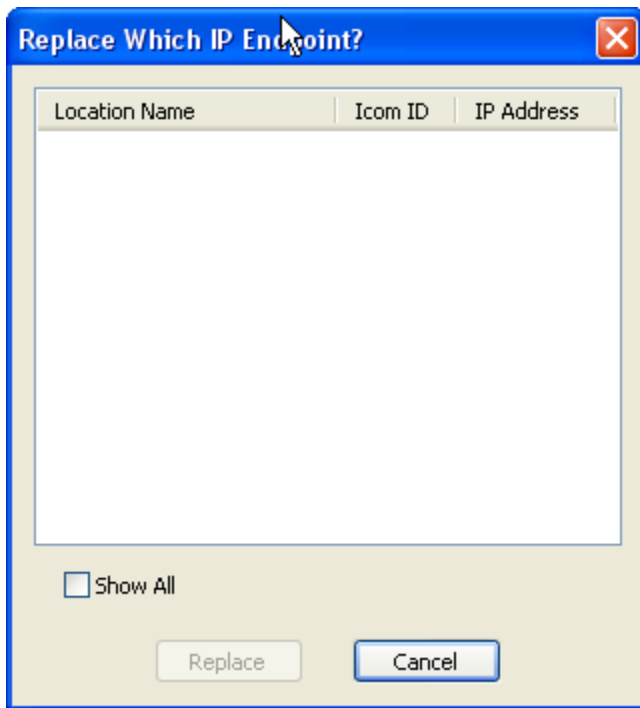 Replace Which IP Endpoint?
Location Name Icom ID IP Address
Show All
Replace Cancel